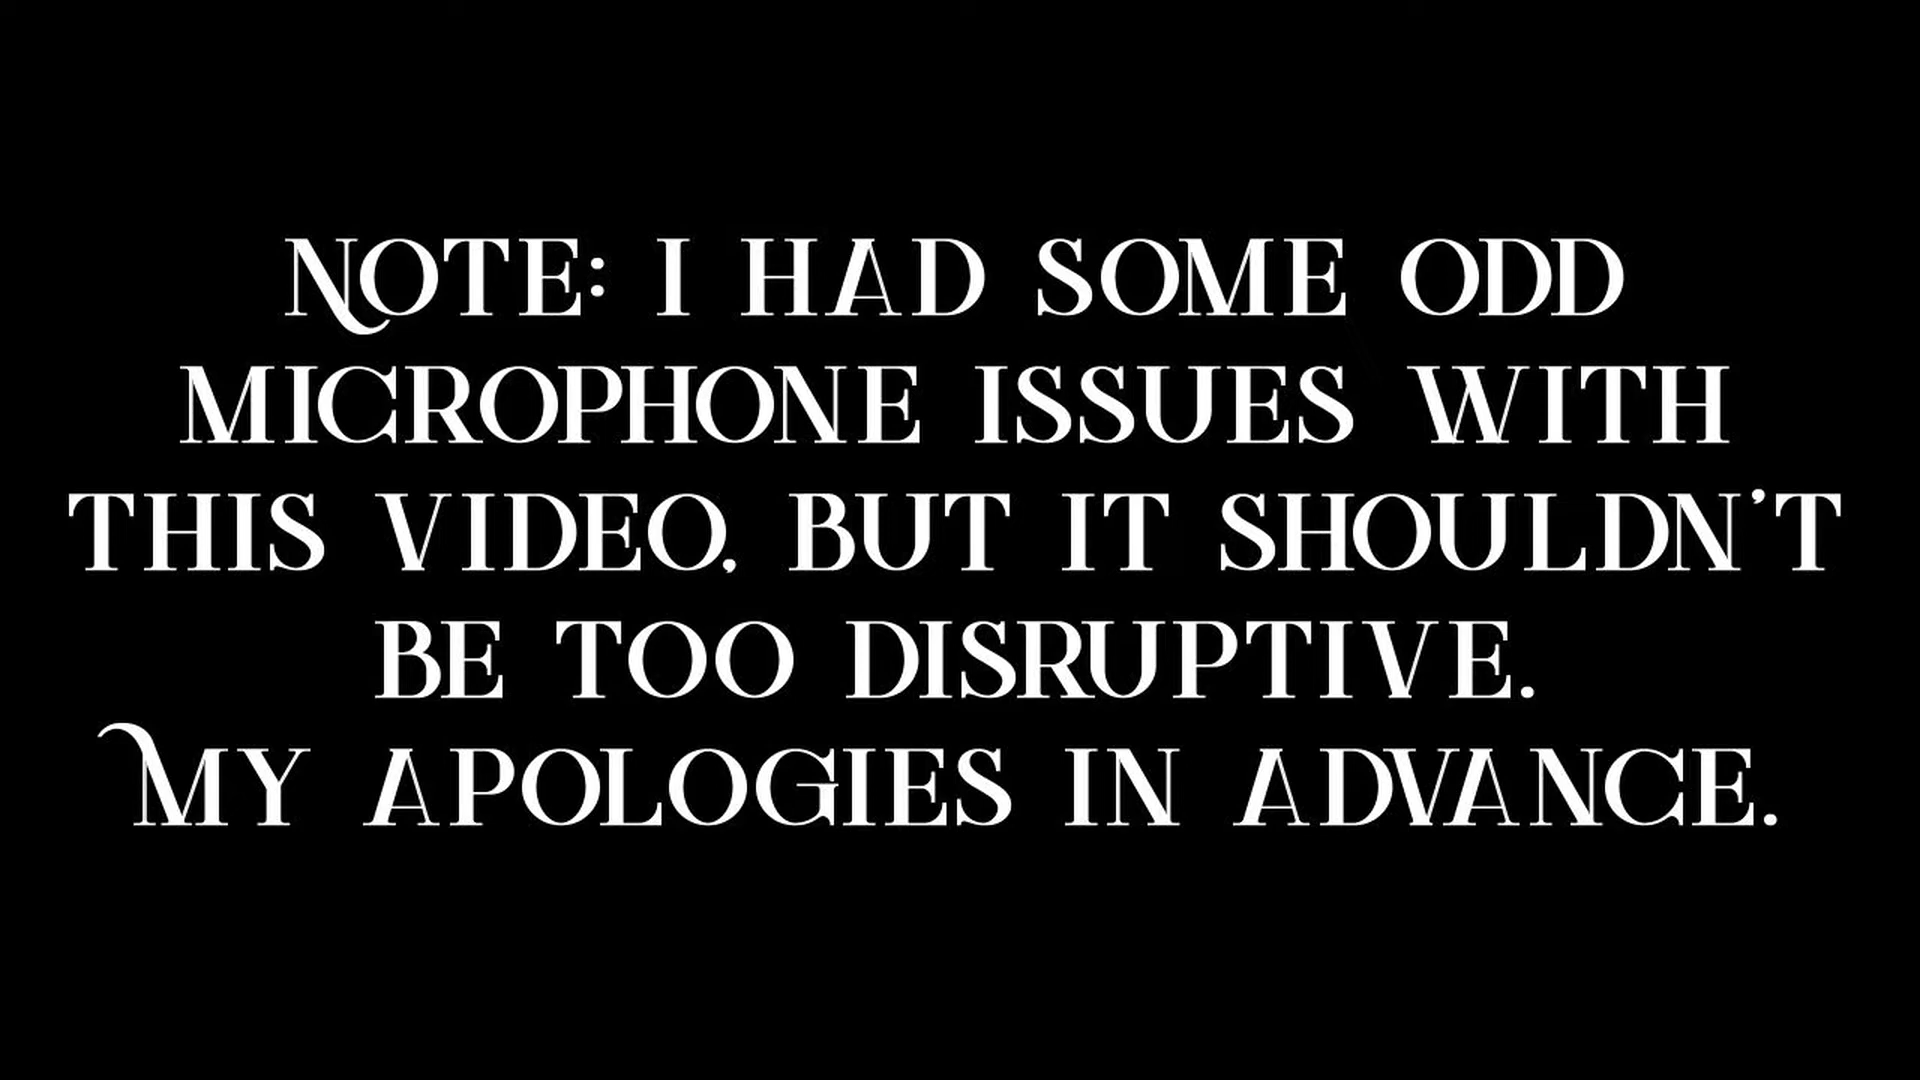 Note: I had some odd
microphone issues with
this video, but it shouldn't
be too disruptive.
My apologies in advance.